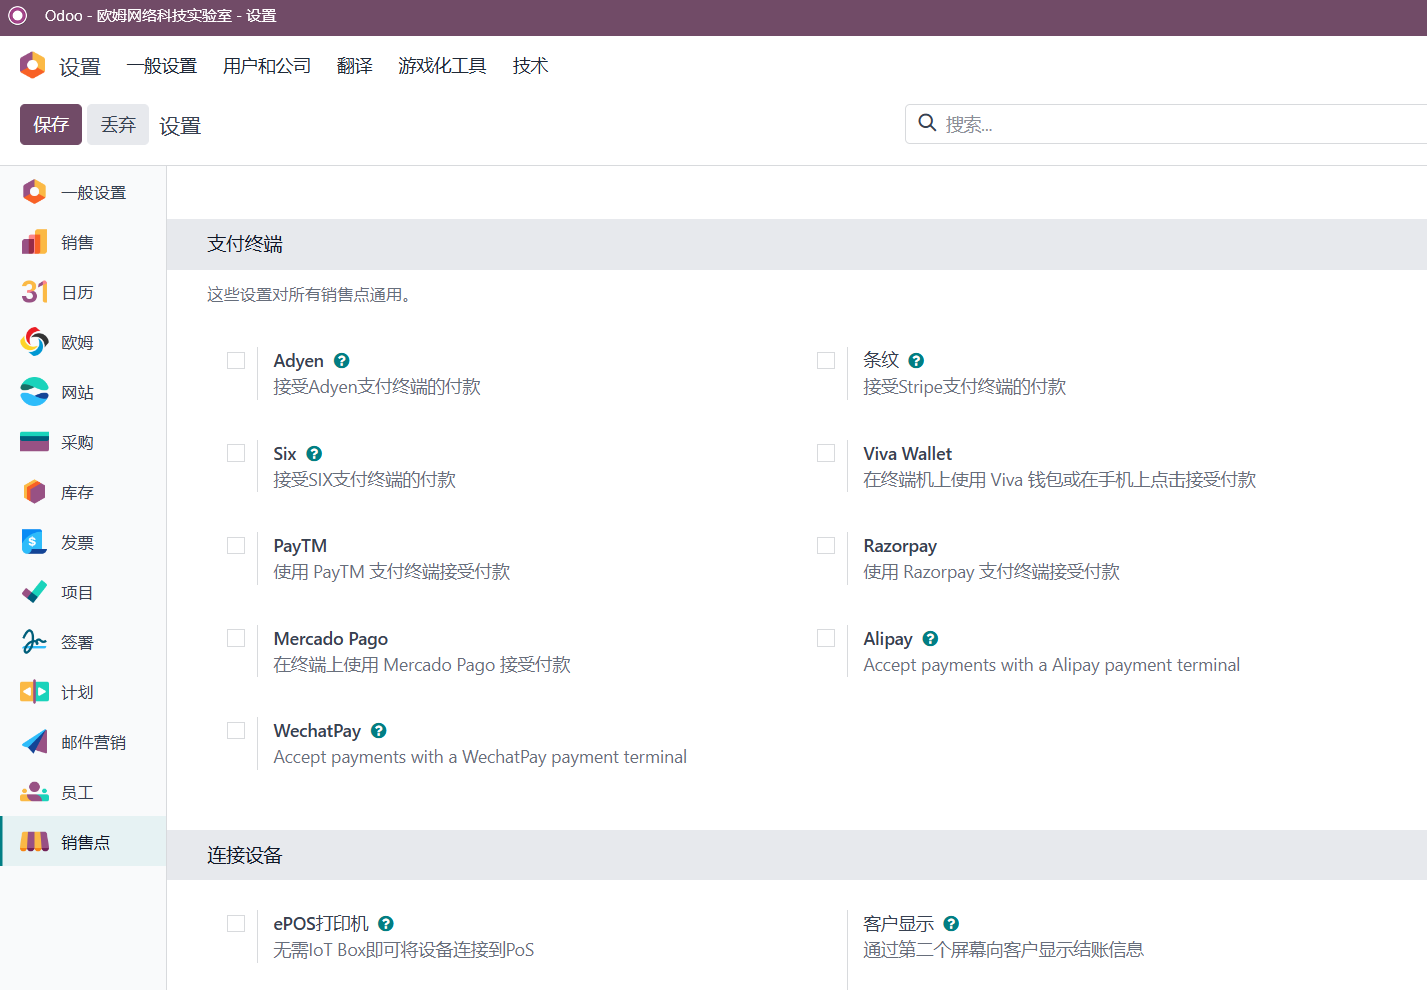 Odoo - 欧姆网络科技实验室 - 设置
设置 一般设置 用户和公司 翻译 游戏化工具 技术
保存 丢弃 设置 搜索...
一般设置
销售
31 日历
欧姆
网站
采购
库存
$ 发票
项目
签署
计划
邮件营销
员工
销售点
支付终端
这些设置对所有销售点通用。
Adyen ?
接受Adyen支付终端的付款
条纹 ?
接受Stripe支付终端的付款
Six ?
接受SIX支付终端的付款
Viva Wallet
在终端机上使用 Viva 钱包或在手机上点击接受付款
PayTM
使用 PayTM 支付终端接受付款
Razorpay
使用 Razorpay 支付终端接受付款
Mercado Pago
在终端上使用 Mercado Pago 接受付款
Alipay ?
Accept payments with a Alipay payment terminal
WechatPay ?
Accept payments with a WechatPay payment terminal
连接设备
ePOS打印机 ?
无需IoT Box即可将设备连接到PoS
客户显示 ?
通过第二个屏幕向客户显示结账信息